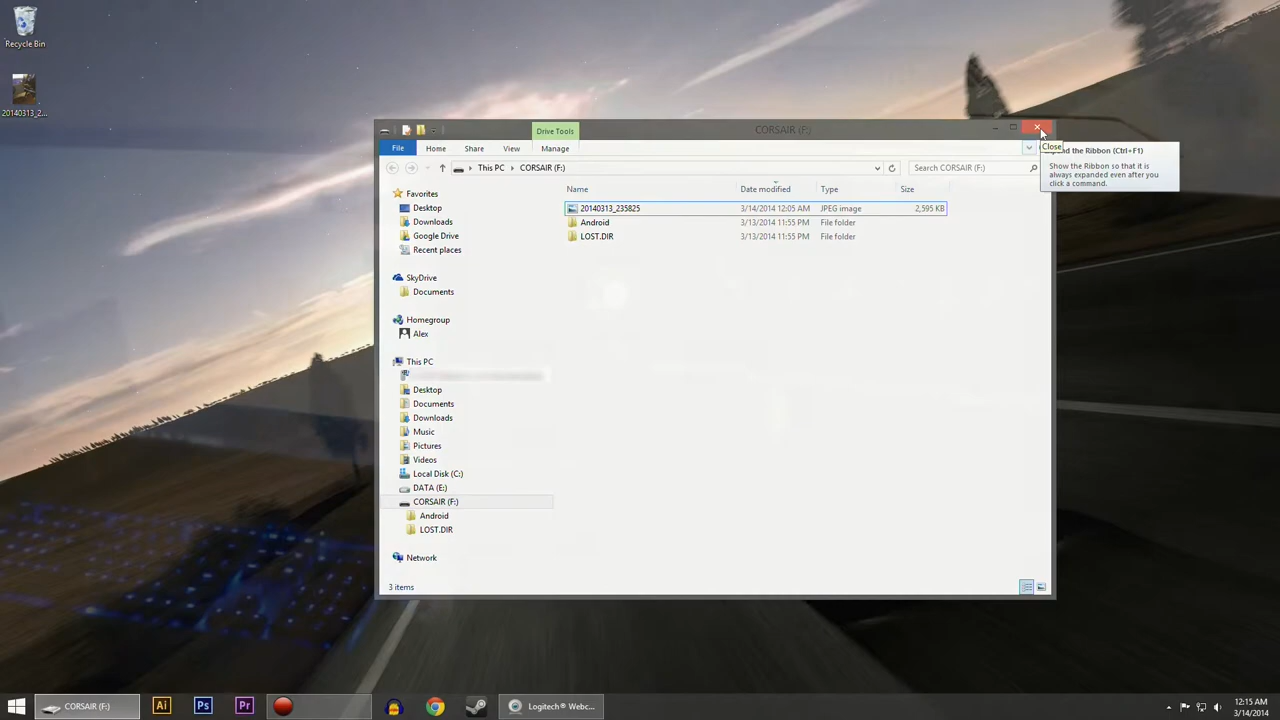 Recycle Bin
20140313_2...
Drive Tools
CORSAIR (F:)
File
Home
Share
View
Manage
Close
the Ribbon (Ctrl+F1)
Show the Ribbon so that it is
always expanded even after you
click a command.
This PC
CORSAIR (F:)
Search CORSAIR (F:)
Name
Date modified
Type
Size
20140313_235825
3/14/2014 12:05 AM
JPEG image
2,595 KB
Android
3/13/2014 11:55 PM
File folder
LOST.DIR
3/13/2014 11:55 PM
File folder
Favorites
Desktop
Downloads
Google Drive
Recent places
SkyDrive
Documents
Homegroup
Alex
This PC
Desktop
Documents
Downloads
Music
Pictures
Videos
Local Disk (C:)
DATA (E:)
CORSAIR (F:)
Android
LOST.DIR
Network
3 items
CORSAIR (F:)
Ai
Ps
Pr
Logitech® Webc...
12:15 AM
3/14/2014